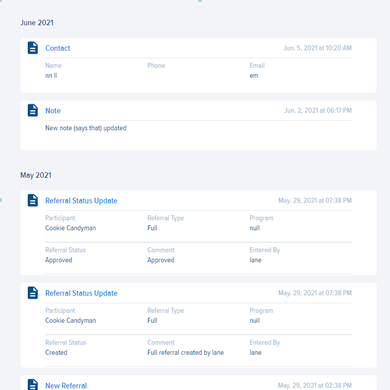 June 2021
Contact
Jun. 5, 2021 at 10:20 AM
Name Phone Email
nn ll em
Note
Jun. 2, 2021 at 06:17 PM
New note (says that) updated
May 2021
Referral Status Update
May. 29, 2021 at 07:38 PM
Participant Referral Type Program
Cookie Candyman Full null
Referral Status Comment Entered By
Approved Approved lane
Referral Status Update
May. 29, 2021 at 07:38 PM
Participant Referral Type Program
Cookie Candyman Full null
Referral Status Comment Entered By
Created Full referral created by lane lane
New Referral
May. 29, 2021 at 02:38 PM